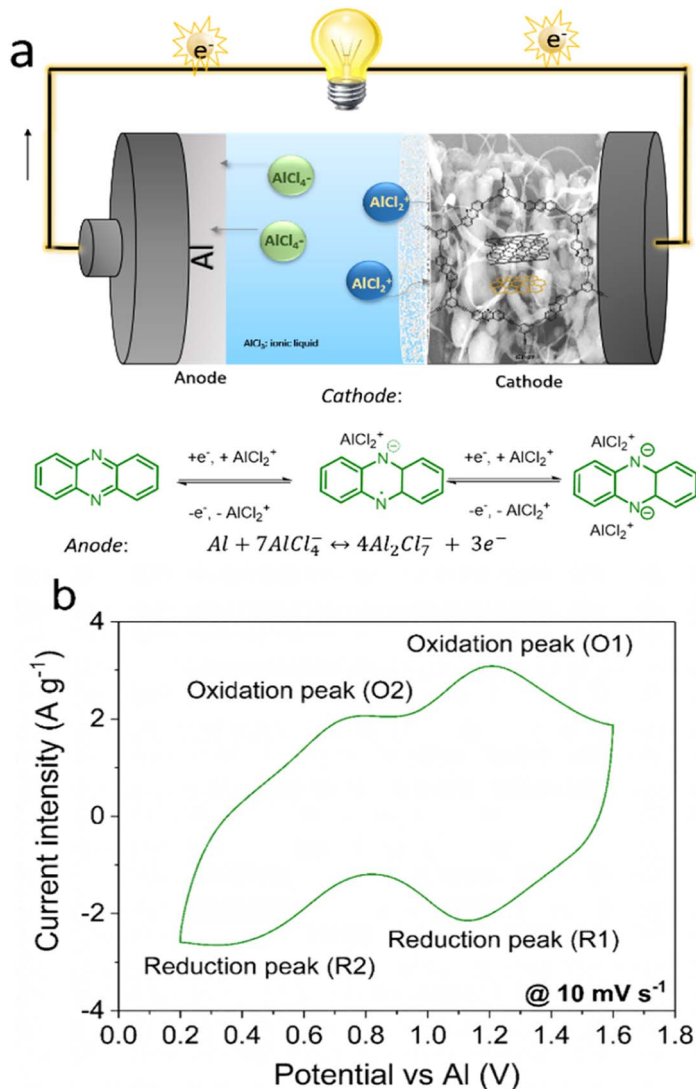 a
e-
e-
AlCl4-
AlCl2+
AlCl4-
AlCl2+
Al
AlCl3: ionic liquid
Anode
Cathode
Cathode:
AlCl2+
AlCl2+
+e-, + AlCl2+
-e-, - AlCl2+
+e-, + AlCl2+
-e-, - AlCl2+
N
N
N
N
N
N
AlCl2+
Anode: Al + 7AlCl4- ↔ 4Al2Cl7- + 3e-
b
Current intensity (A g-1)
4
2
0
-2
-4
Oxidation peak (O1)
Oxidation peak (O2)
Reduction peak (R1)
Reduction peak (R2)
@ 10 mV s-1
0.0 0.2 0.4 0.6 0.8 1.0 1.2 1.4 1.6 1.8
Potential vs Al (V)